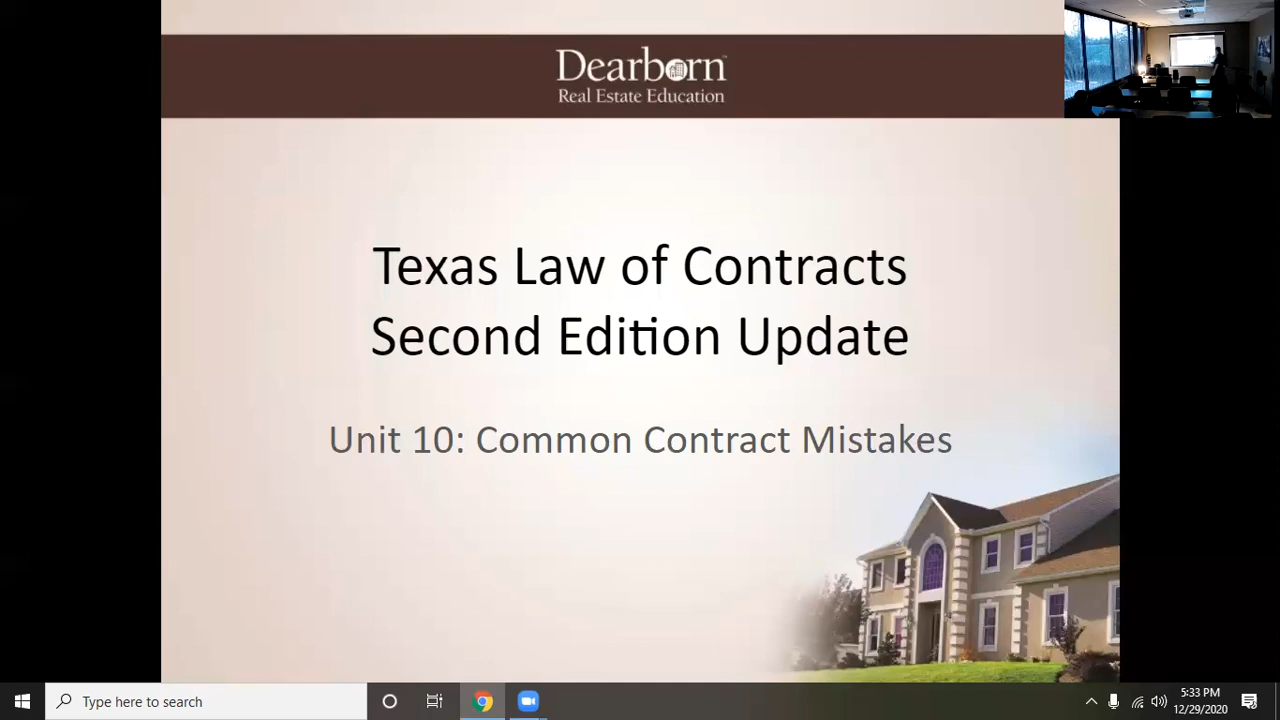 Dearborn
Real Estate Education
Texas Law of Contracts
Second Edition Update
Unit 10: Common Contract Mistakes
Type here to search
5:33 PM
12/29/2020